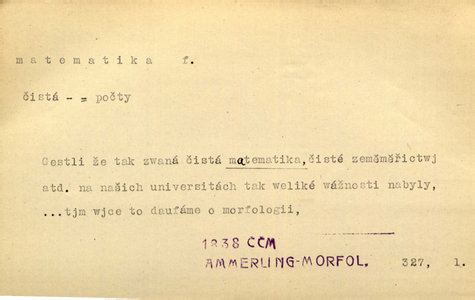 matematika f.
čistá - = počty
Gestli že tak zwaná čistá matematika, čisté zeměměřictwj
atd. na našich universitách tak weliké wážnosti nabyly,
...tjm wjce to daufáme o morfologii,
1838 ČČM
AMMERLING-MORFOL. 327, 1.